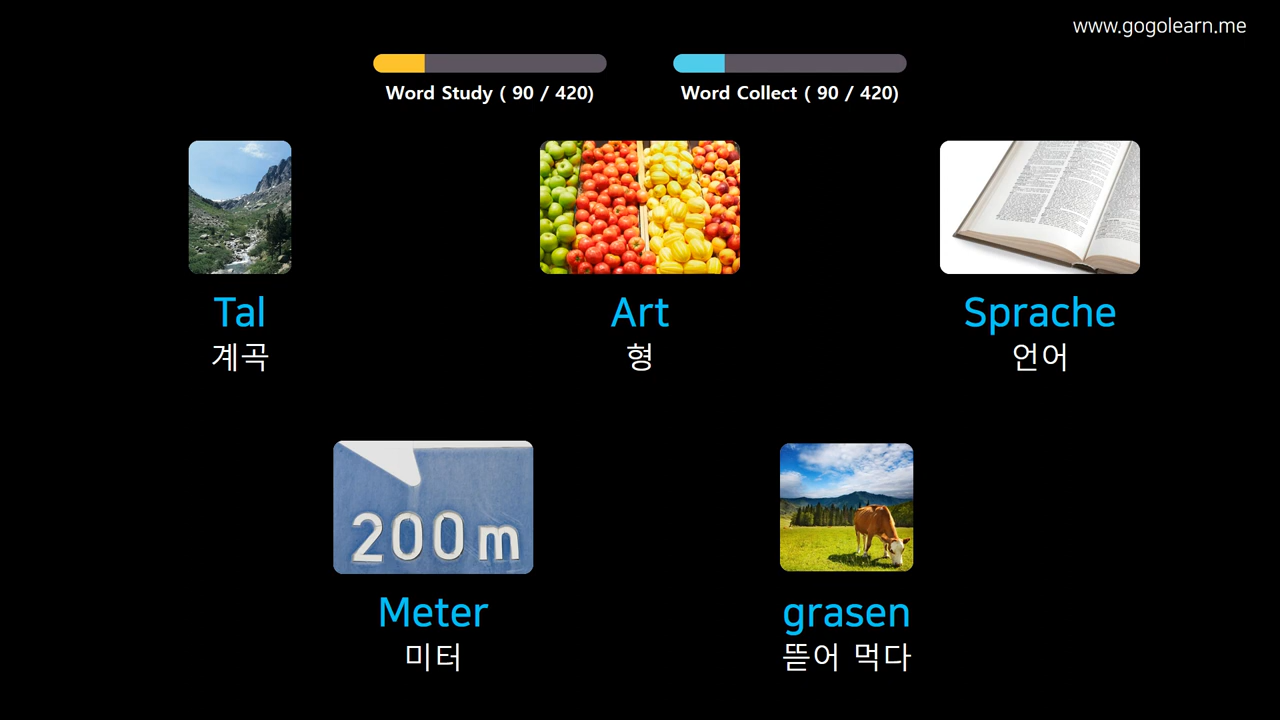 www.gogolearn.me
Word Study ( 90 / 420)
Word Collect ( 90 / 420)
Tal
계곡
Art
형
Sprache
언어
200 m
Meter
미터
grasen
뜯어 먹다